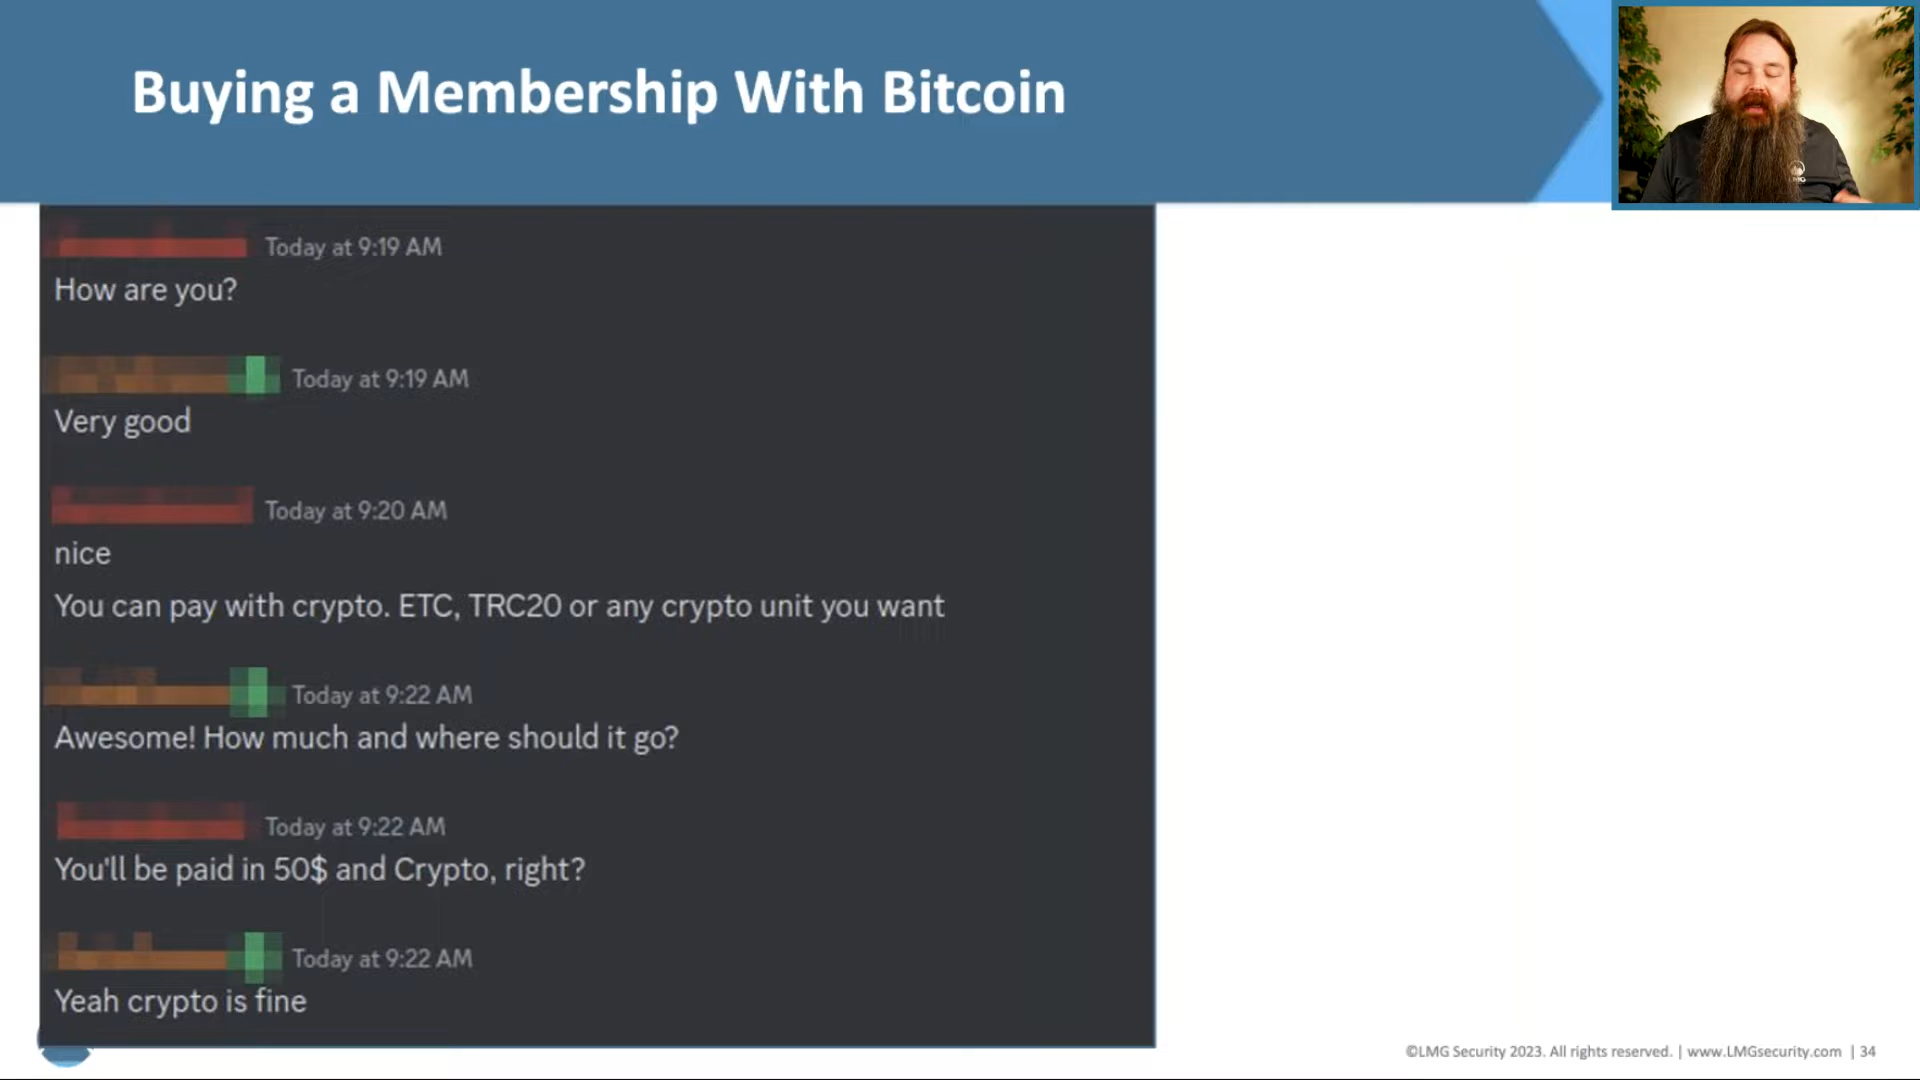 Buying a Membership With Bitcoin
Today at 9:19 AM
How are you?
Today at 9:19 AM
Very good
Today at 9:20 AM
nice
You can pay with crypto. ETC, TRC20 or any crypto unit you want
Today at 9:22 AM
Awesome! How much and where should it go?
Today at 9:22 AM
You'll be paid in 50$ and Crypto, right?
Today at 9:22 AM
Yeah crypto is fine
©LMG Security 2023. All rights reserved. | www.LMGsecurity.com | 34